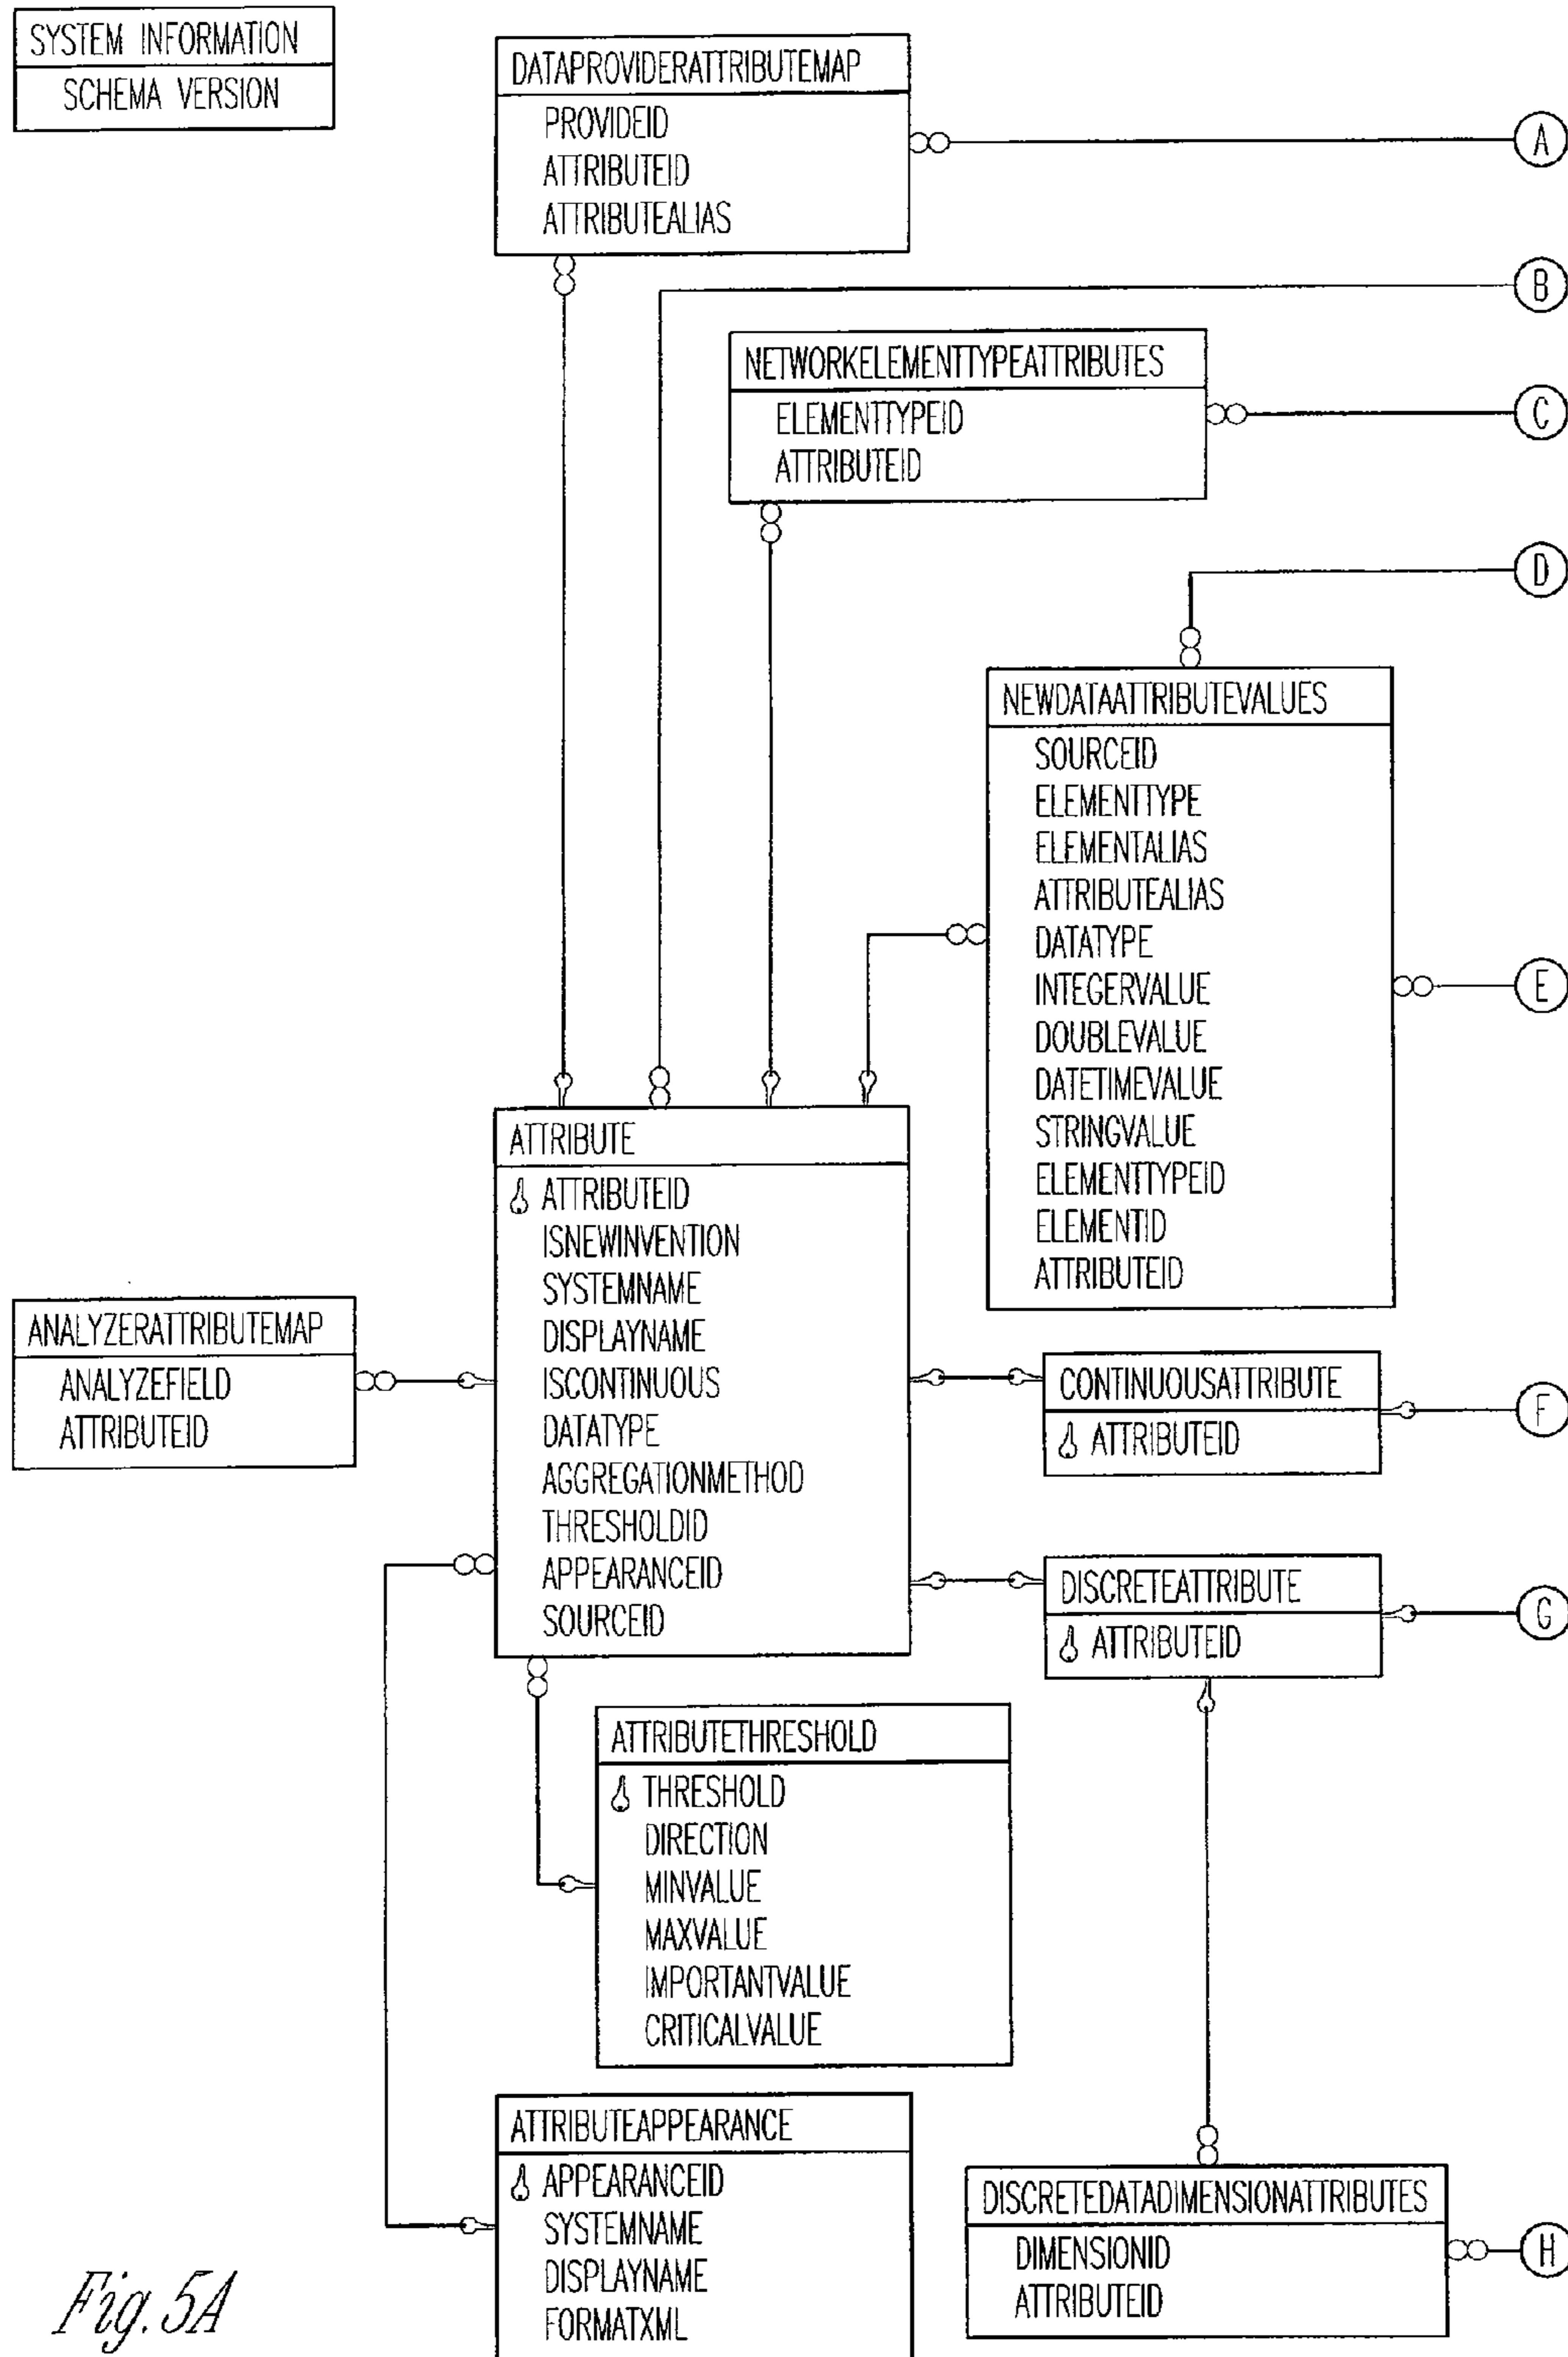 SYSTEM INFORMATION
SCHEMA VERSION
DATAPROVIDERATTRIBUTEMAP
PROVIDEID
ATTRIBUTEID
ATTRIBUTEALIAS
A
B
NETWORKELEMENTTYPEATTRIBUTES
ELEMENTTYPEID
ATTRIBUTEID
C
D
NEWDATAATTRIBUTEVALUES
SOURCEID
ELEMENTTYPE
ELEMENTALIAS
ATTRIBUTEALIAS
DATATYPE
INTEGERVALUE
DOUBLEVALUE
DATETIMEVALUE
STRINGVALUE
ELEMENTTYPEID
ELEMENTID
ATTRIBUTEID
E
ATTRIBUTE
ATTRIBUTEID
ISNEWINVENTION
SYSTEMNAME
DISPLAYNAME
ISCONTINUOUS
DATATYPE
AGGREGATIONMETHOD
THRESHOLDID
APPEARANCEID
SOURCEID
ANALYZERATTRIBUTEMAP
ANALYZEFIELD
ATTRIBUTEID
CONTINUOUSATTRIBUTE
ATTRIBUTEID
F
DISCRETEATTRIBUTE
ATTRIBUTEID
G
ATTRIBUTETHRESHOLD
THRESHOLD
DIRECTION
MINVALUE
MAXVALUE
IMPORTANTVALUE
CRITICALVALUE
ATTRIBUTEAPPEARANCE
APPEARANCEID
SYSTEMNAME
DISPLAYNAME
FORMATXML
DISCRETEDATADIMENSIONATTRIBUTES
DIMENSIONID
ATTRIBUTEID
H
Fig. 5A